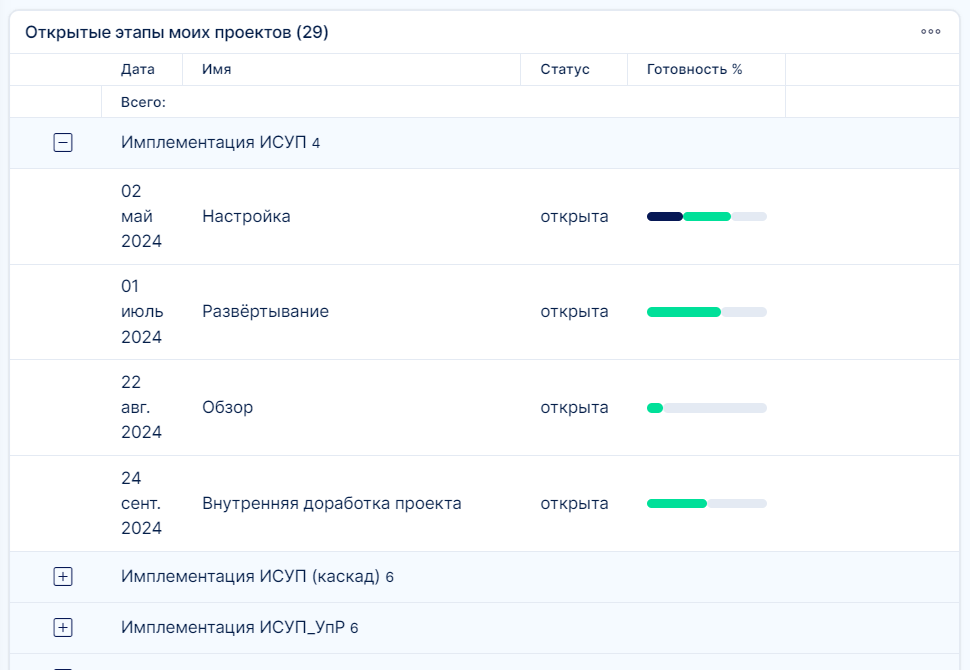 Открытые этапы моих проектов (29)
Дата Имя Статус Готовность %
Всего:
Имплементация ИСУП 4
02
май
2024
Настройка открыта
01
июль
2024
Развёртывание открыта
22
авг.
2024
Обзор открыта
24
сент.
2024
Внутренняя доработка проекта открыта
Имплементация ИСУП (каскад) 6
Имплементация ИСУП_УпР 6